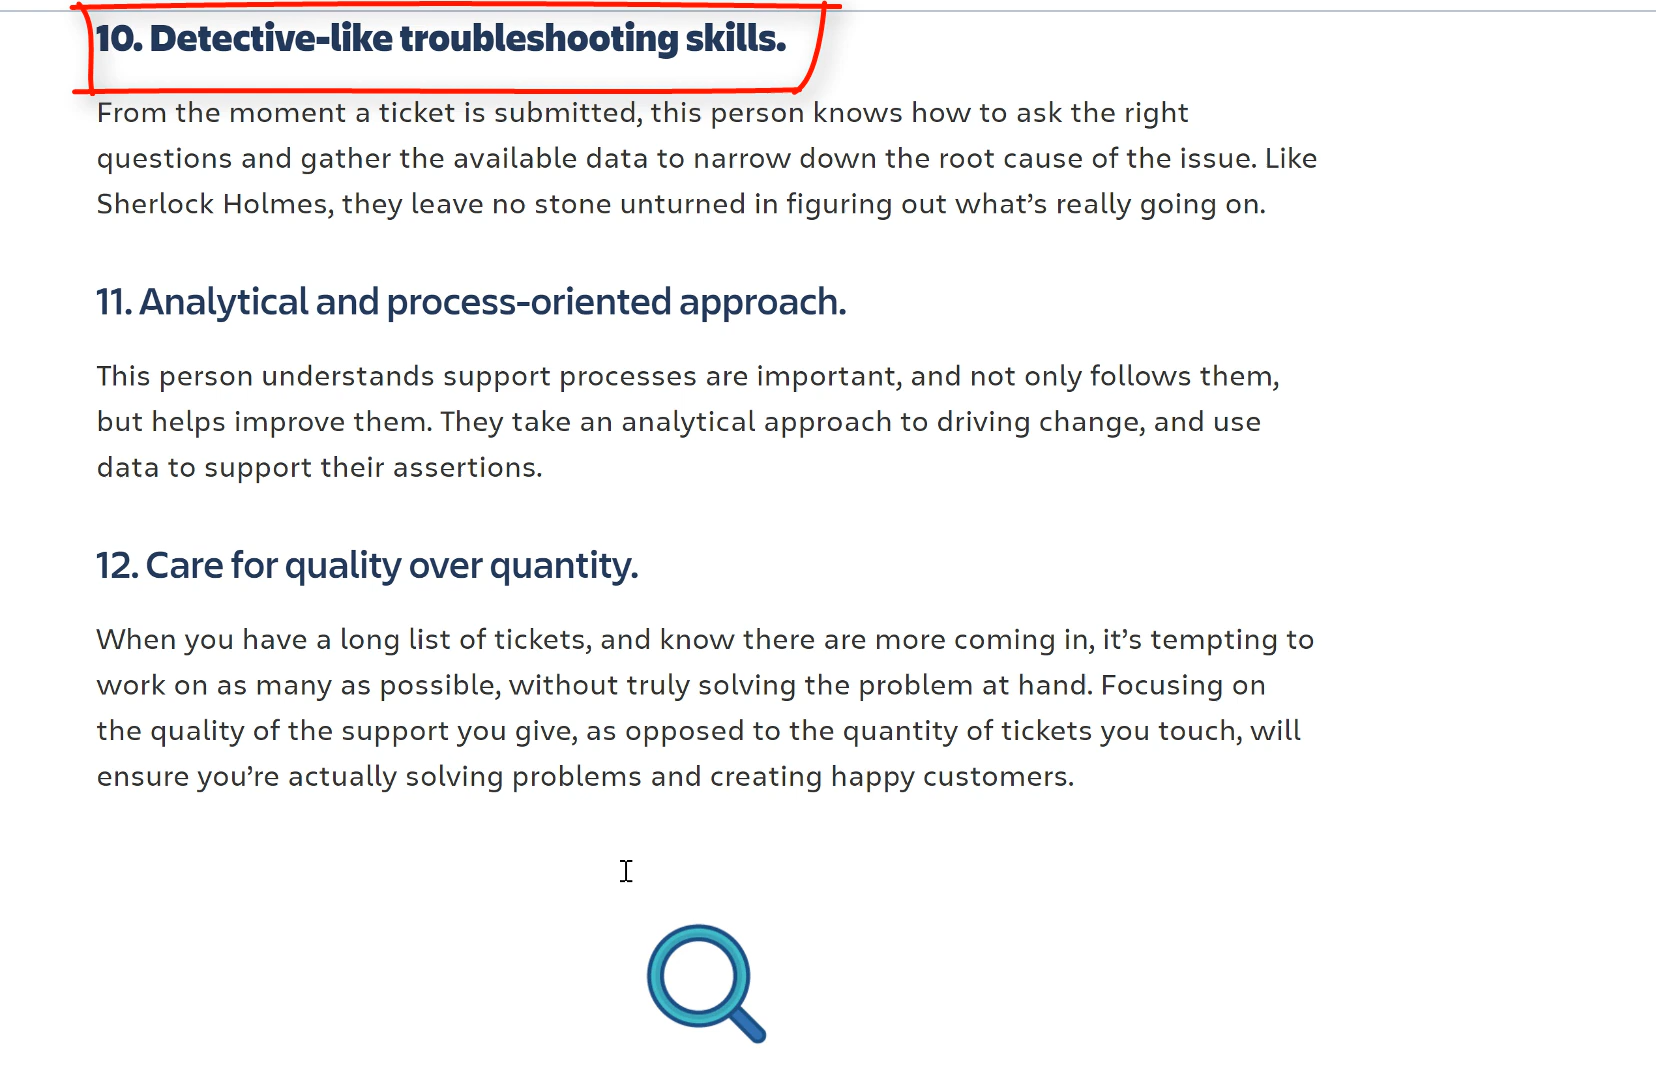 10. Detective-like troubleshooting skills.
From the moment a ticket is submitted, this person knows how to ask the right
questions and gather the available data to narrow down the root cause of the issue. Like
Sherlock Holmes, they leave no stone unturned in figuring out what’s really going on.
11. Analytical and process-oriented approach.
This person understands support processes are important, and not only follows them,
but helps improve them. They take an analytical approach to driving change, and use
data to support their assertions.
12. Care for quality over quantity.
When you have a long list of tickets, and know there are more coming in, it’s tempting to
work on as many as possible, without truly solving the problem at hand. Focusing on
the quality of the support you give, as opposed to the quantity of tickets you touch, will
ensure you’re actually solving problems and creating happy customers.